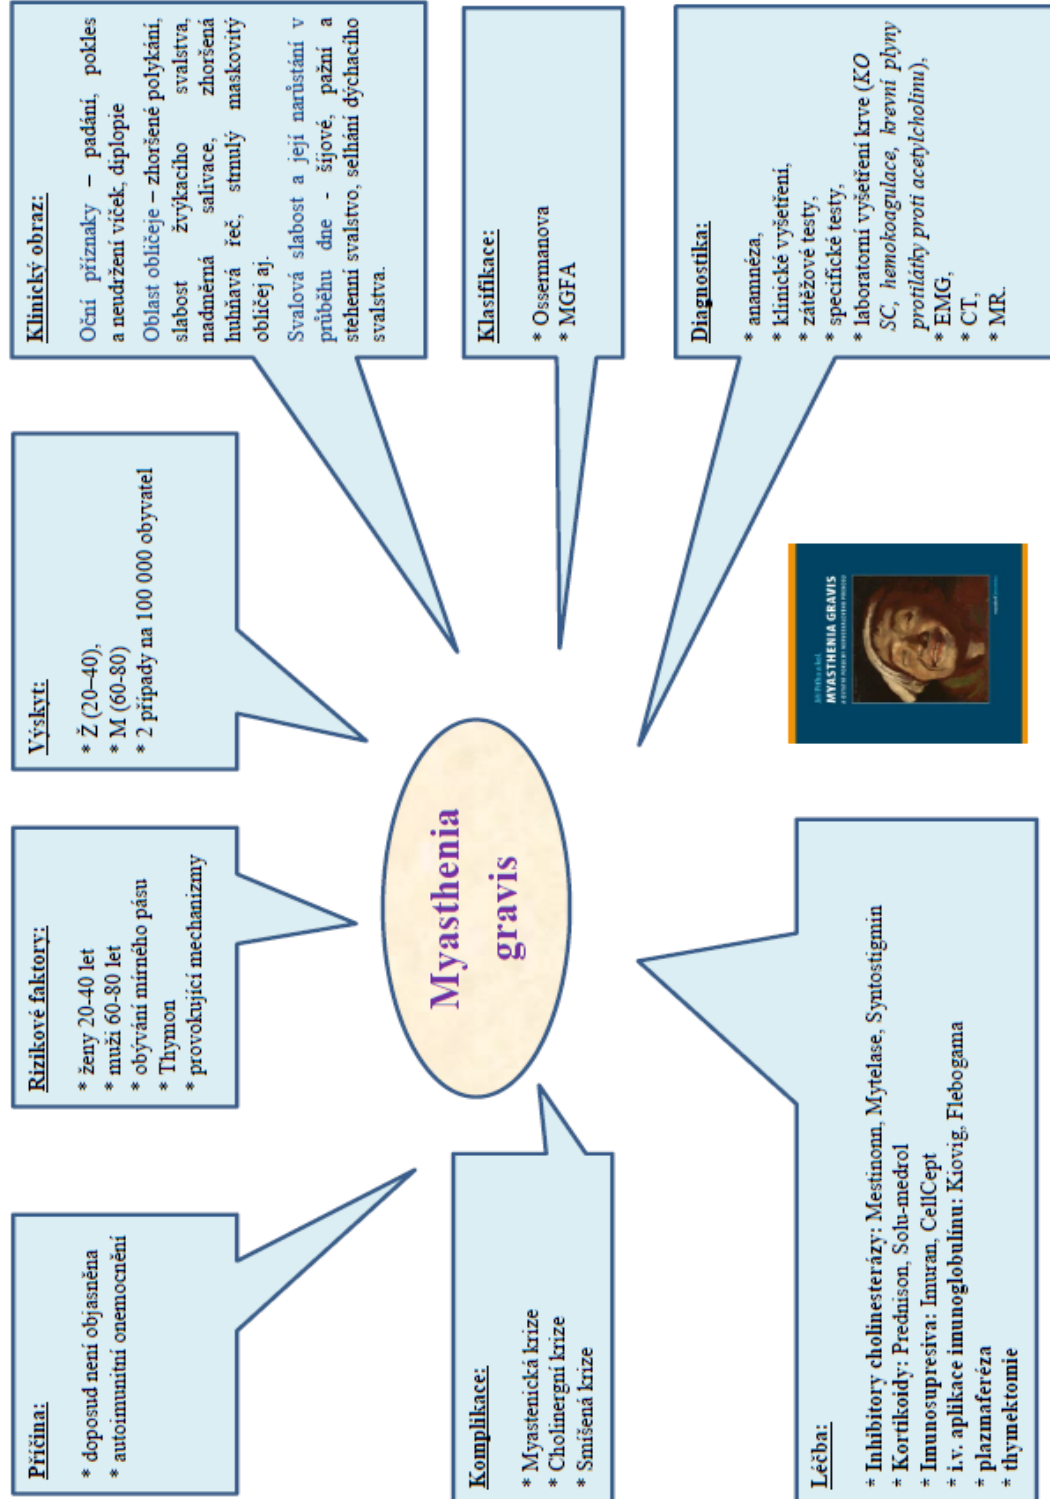 Příčina:
* doposud není objasněna
* autoimunitní onemocnění
Rizikové faktory:
* ženy 20-40 let
* muži 60-80 let
* obývání mírného pásu
* Thymon
* provokující mechanizmy
Výskyt:
* Ž (20–40),
* M (60-80)
* 2 případy na 100 000 obyvatel
Klinický obraz:
Oční příznaky – padání, pokles
a neudržení víček, diplopie
Oblast obličeje – zhoršené polykání,
slabost žvýkacího svalstva,
nadměrná salivace, zhoršená
huhňavá řeč, strnulý maskovitý
obličej aj.
Svalová slabost a její narůstání v
průběhu dne - šíjové, pažní a
stehenní svalstvo, selhání dýchacího
svalstva.
Komplikace:
* Myastenická krize
* Cholinergní krize
* Smíšená krize
Myasthenia
gravis
Klasifikace:
* Ossermanova
* MGFA
Léčba:
* Inhibitory cholinesterázy: Mestinonn, Mytelase, Syntostigmin
* Kortikoidy: Prednison, Solu-medrol
* Imunosupresiva: Imuran, CellCept
* i.v. aplikace imunoglobulínu: Kiovig, Flebogama
* plazmaferéza
* thymektomie
MYASTHENIA GRAVIS
Diagnostika:
* anamnéza,
* klinické vyšetření,
* zátěžové testy,
* specifické testy,
* laboratorní vyšetření krve (KO
SC, hemokoagulace, krevní plyny
protilátky proti acetylcholinu),
* EMG,
* CT,
* MR.